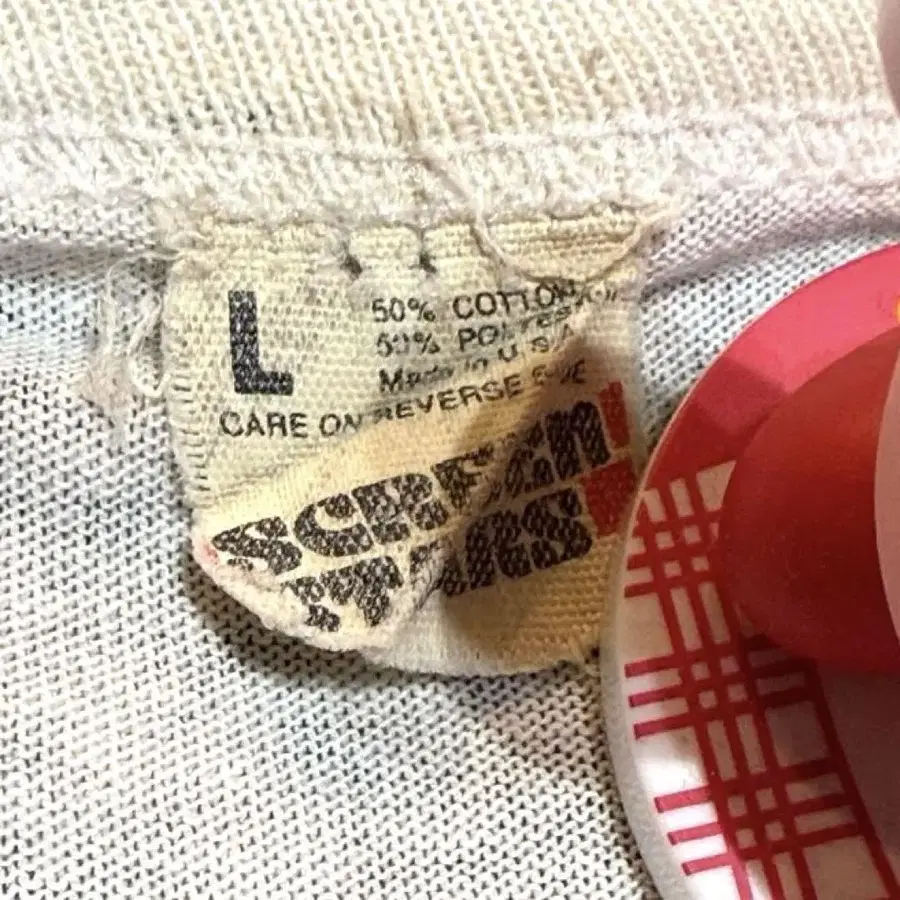 L
50% COTTON
50% POLYESTER
Made in U.S.A.
CARE ON REVERSE SIDE
SCREEN
STARS